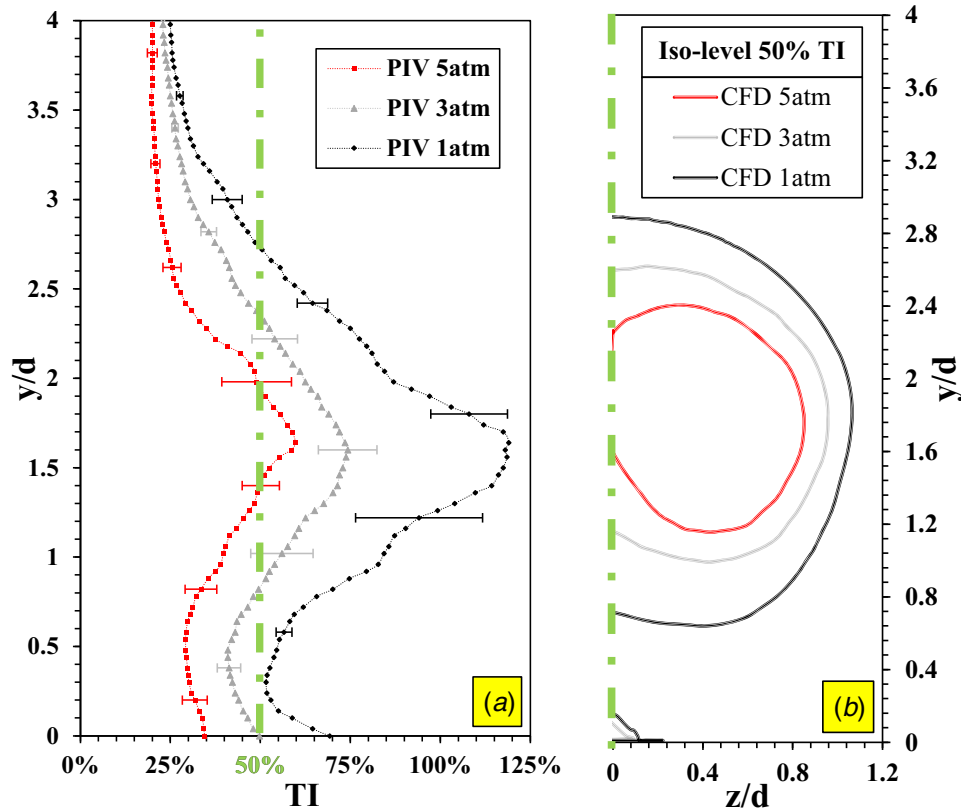 4
3.5
3
2.5
2
1.5
1
0.5
0
y/d
PIV 5atm
PIV 3atm
PIV 1atm
(a)
0%
25%
50%
75%
100%
125%
TI
Iso-level 50% TI
CFD 5atm
CFD 3atm
CFD 1atm
(b)
4
3.6
3.2
2.8
2.4
2
1.6
1.2
0.8
0.4
0
y/d
0
0.4
0.8
1.2
z/d